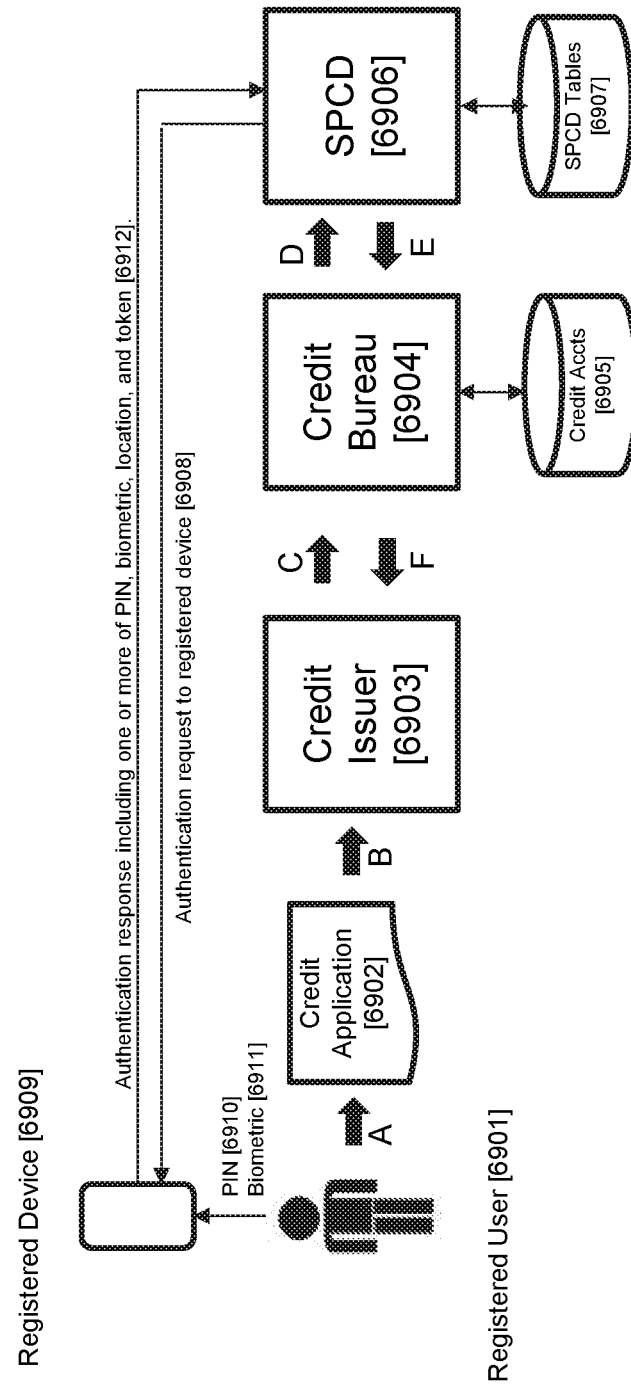 Registered Device [6909]
Authentication response including one or more of PIN, biometric, location, and token [6912].
Authentication request to registered device [6908]
PIN [6910]
Biometric [6911]
Registered User [6901]
A
Credit
Application
[6902]
B
Credit
Issuer
[6903]
C
F
Credit
Bureau
[6904]
Credit Accts
[6905]
D
E
SPCD
[6906]
SPCD Tables
[6907]